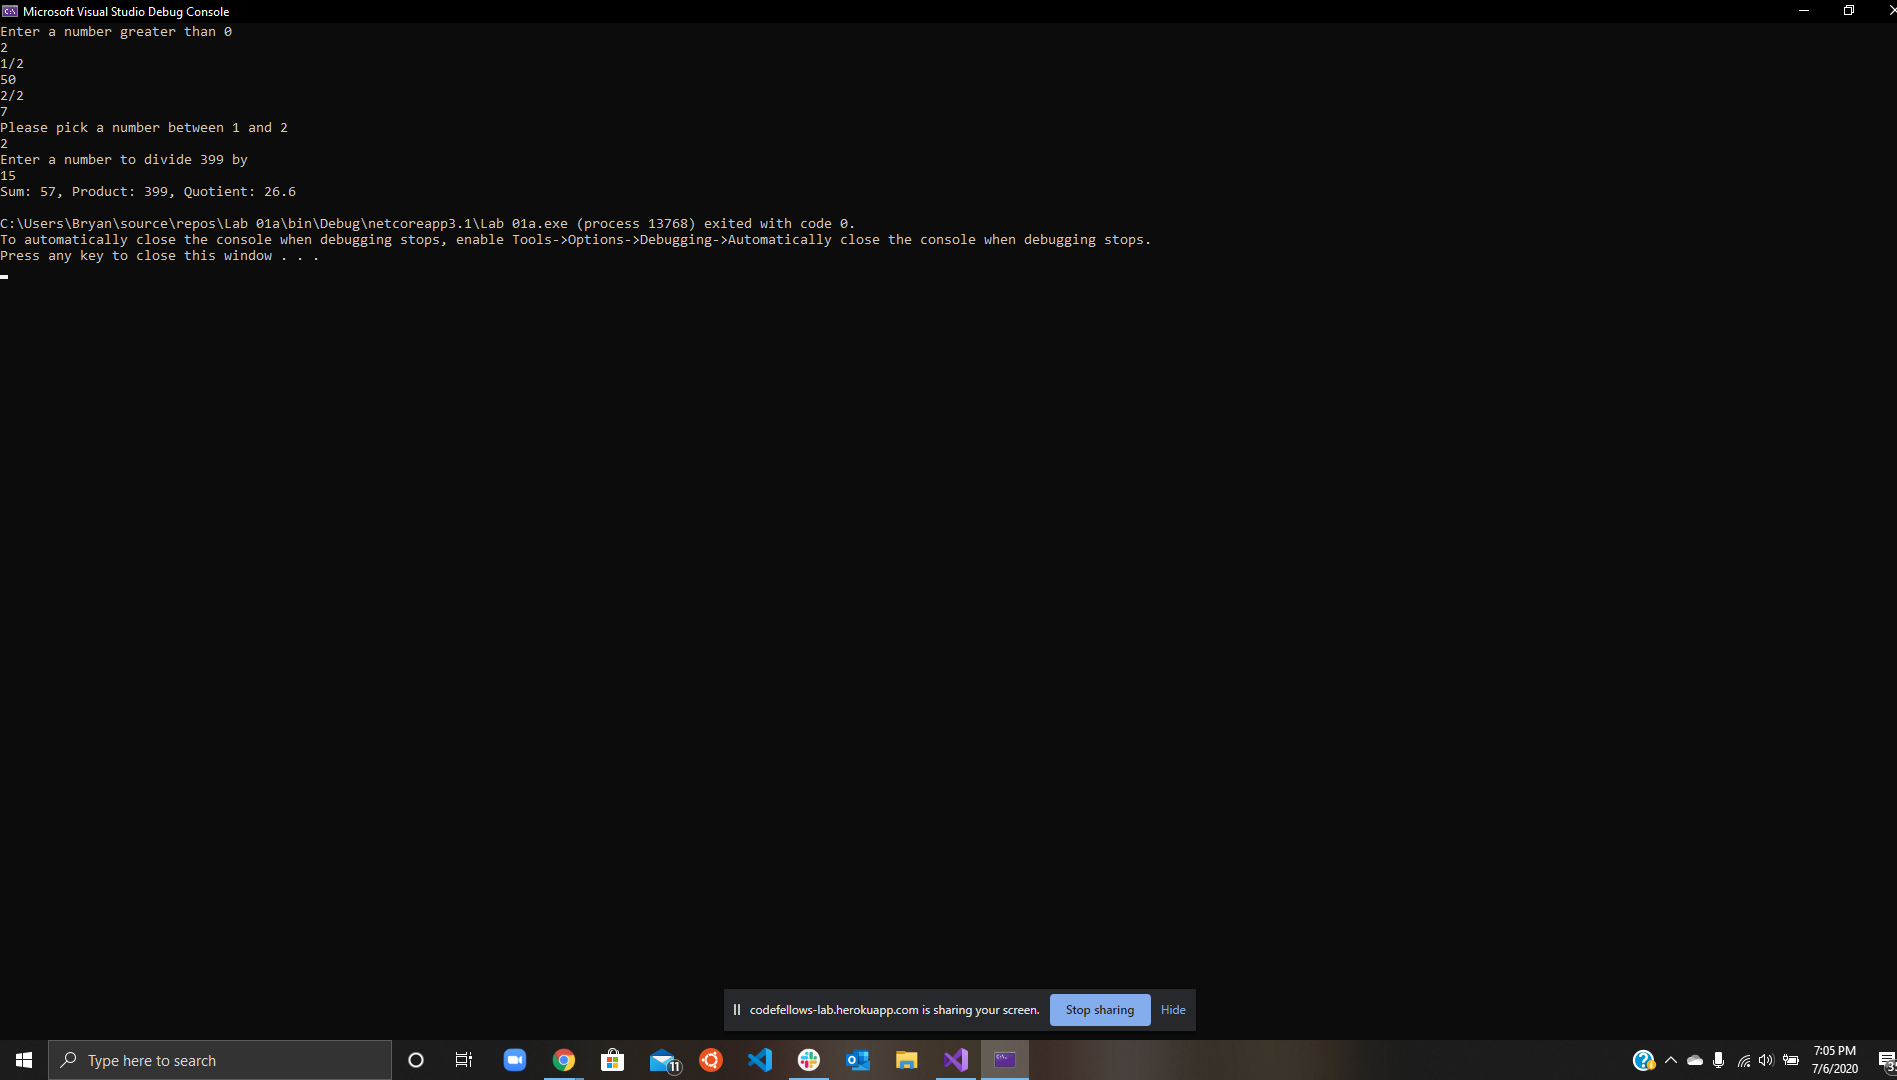 Microsoft Visual Studio Debug Console
Enter a number greater than 0
2
1/2
50
2/2
7
Please pick a number between 1 and 2
2
Enter a number to divide 399 by
15
Sum: 57, Product: 399, Quotient: 26.6
C:\Users\Bryan\source\repos\Lab 01a\bin\Debug\netcoreapp3.1\Lab 01a.exe (process 13768) exited with code 0.
To automatically close the console when debugging stops, enable Tools->Options->Debugging->Automatically close the console when debugging stops.
Press any key to close this window . . .
codefellows-lab.herokuapp.com is sharing your screen. Stop sharing Hide
Type here to search
11
7:05 PM
7/6/2020